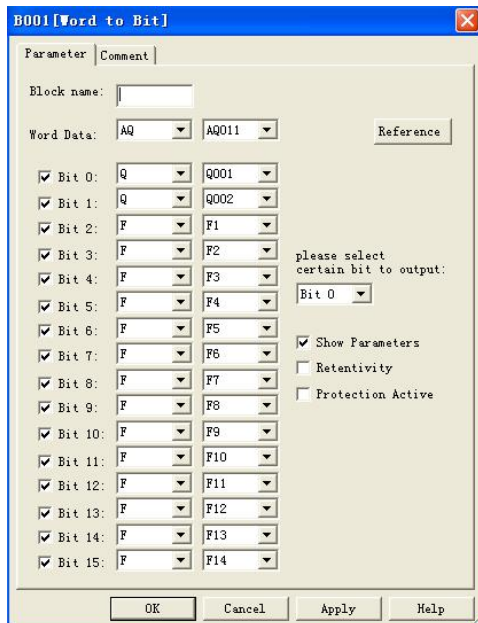 B001[Word to Bit]
Parameter Comment
Block name:
Word Data: AQ AQ011 Reference
Bit 0: Q Q001
Bit 1: Q Q002
Bit 2: F F1
Bit 3: F F2
please select
certain bit to output:
Bit 4: F F3
Bit 0
Bit 5: F F4
Bit 6: F F5
Show Parameters
Bit 7: F F6
Retentivity
Bit 8: F F7
Protection Active
Bit 9: F F8
Bit 10: F F9
Bit 11: F F10
Bit 12: F F11
Bit 13: F F12
Bit 14: F F13
Bit 15: F F14
OK Cancel Apply Help